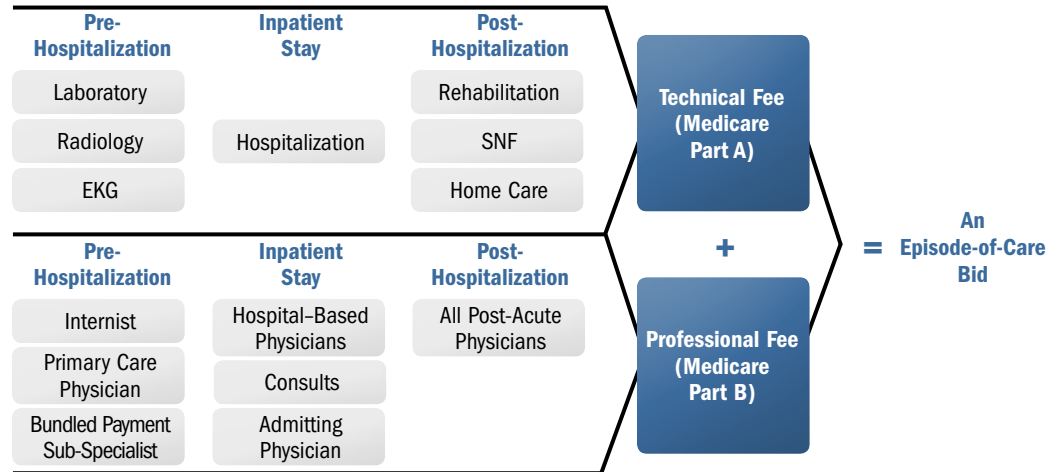 Pre-
Hospitalization
Inpatient
Stay
Post-
Hospitalization
Laboratory
Radiology
EKG
Hospitalization
Rehabilitation
SNF
Home Care
Technical Fee
(Medicare
Part A)
Pre-
Hospitalization
Inpatient
Stay
Post-
Hospitalization
Internist
Primary Care
Physician
Bundled Payment
Sub-Specialist
Hospital–Based
Physicians
Consults
Admitting
Physician
All Post-Acute
Physicians
+
Professional Fee
(Medicare
Part B)
= An
Episode-of-Care
Bid